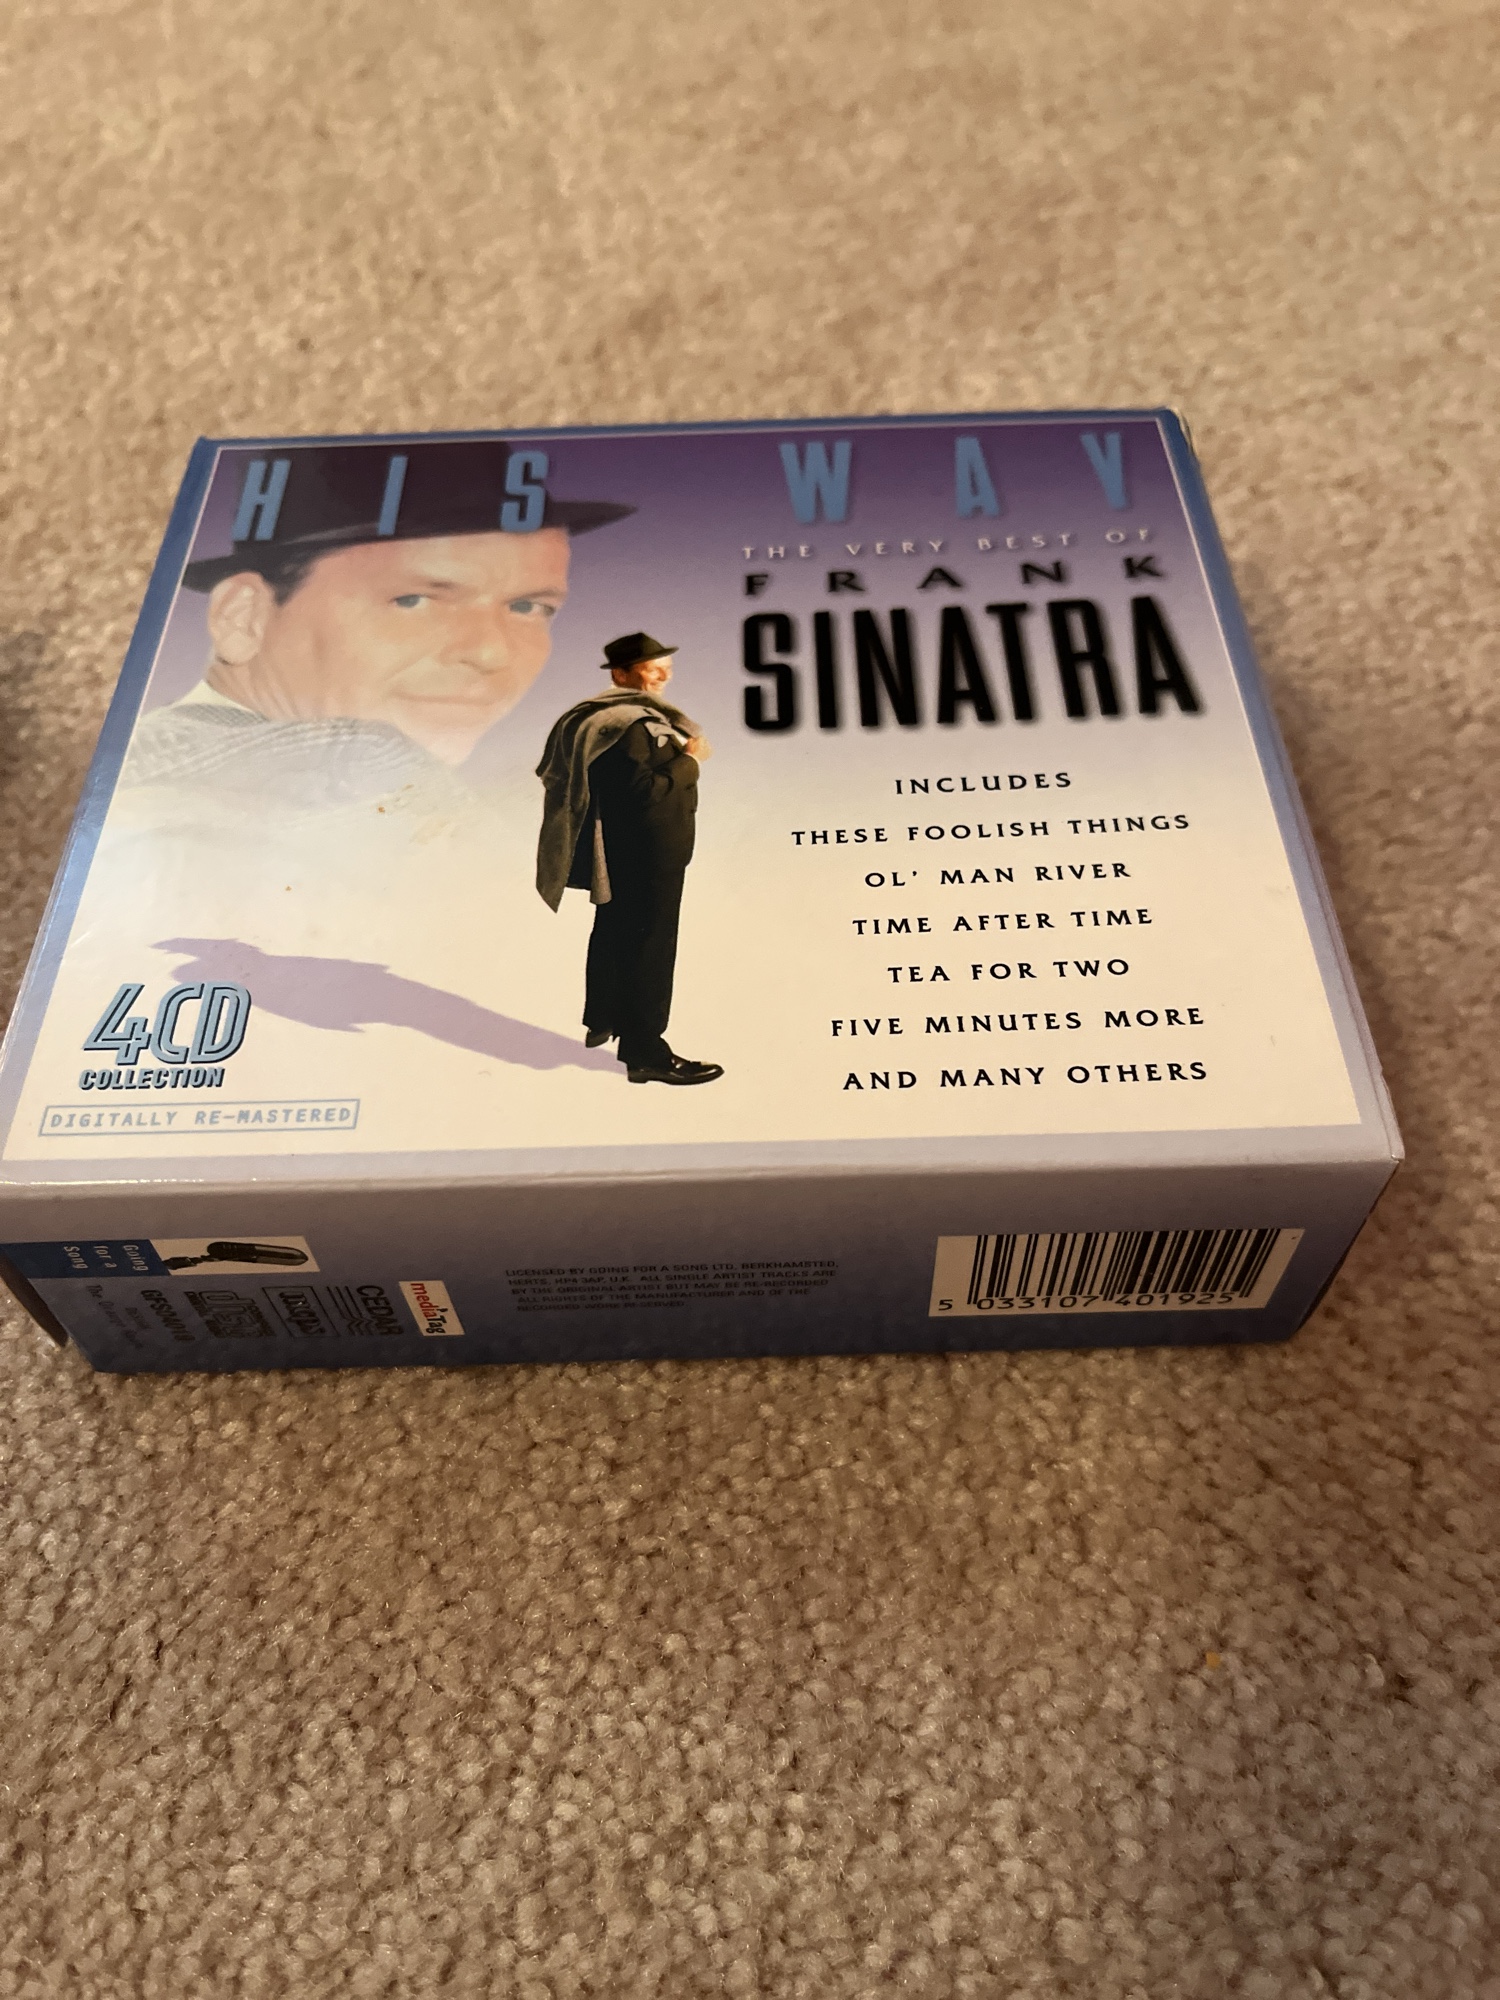 HIS WAY
THE VERY BEST OF
FRANK
SINATRA
INCLUDES
THESE FOOLISH THINGS
OL' MAN RIVER
TIME AFTER TIME
TEA FOR TWO
FIVE MINUTES MORE
AND MANY OTHERS
4CD
COLLECTION
DIGITALLY RE-MASTERED
Going
for a
Song
GFS
disc
mcps
CEDAR
mediaTag
LICENSED BY GOING FOR A SONG LTD, BERKHAMSTED,
HERTS, HP4 3AP, U.K. ALL SINGLE ARTIST TRACKS ARE
BY THE ORIGINAL ARTIST BUT MAY BE RE-RECORDED
ALL RIGHTS OF THE MANUFACTURER AND OF THE
RECORDED WORK RESERVED
5 033107 401925